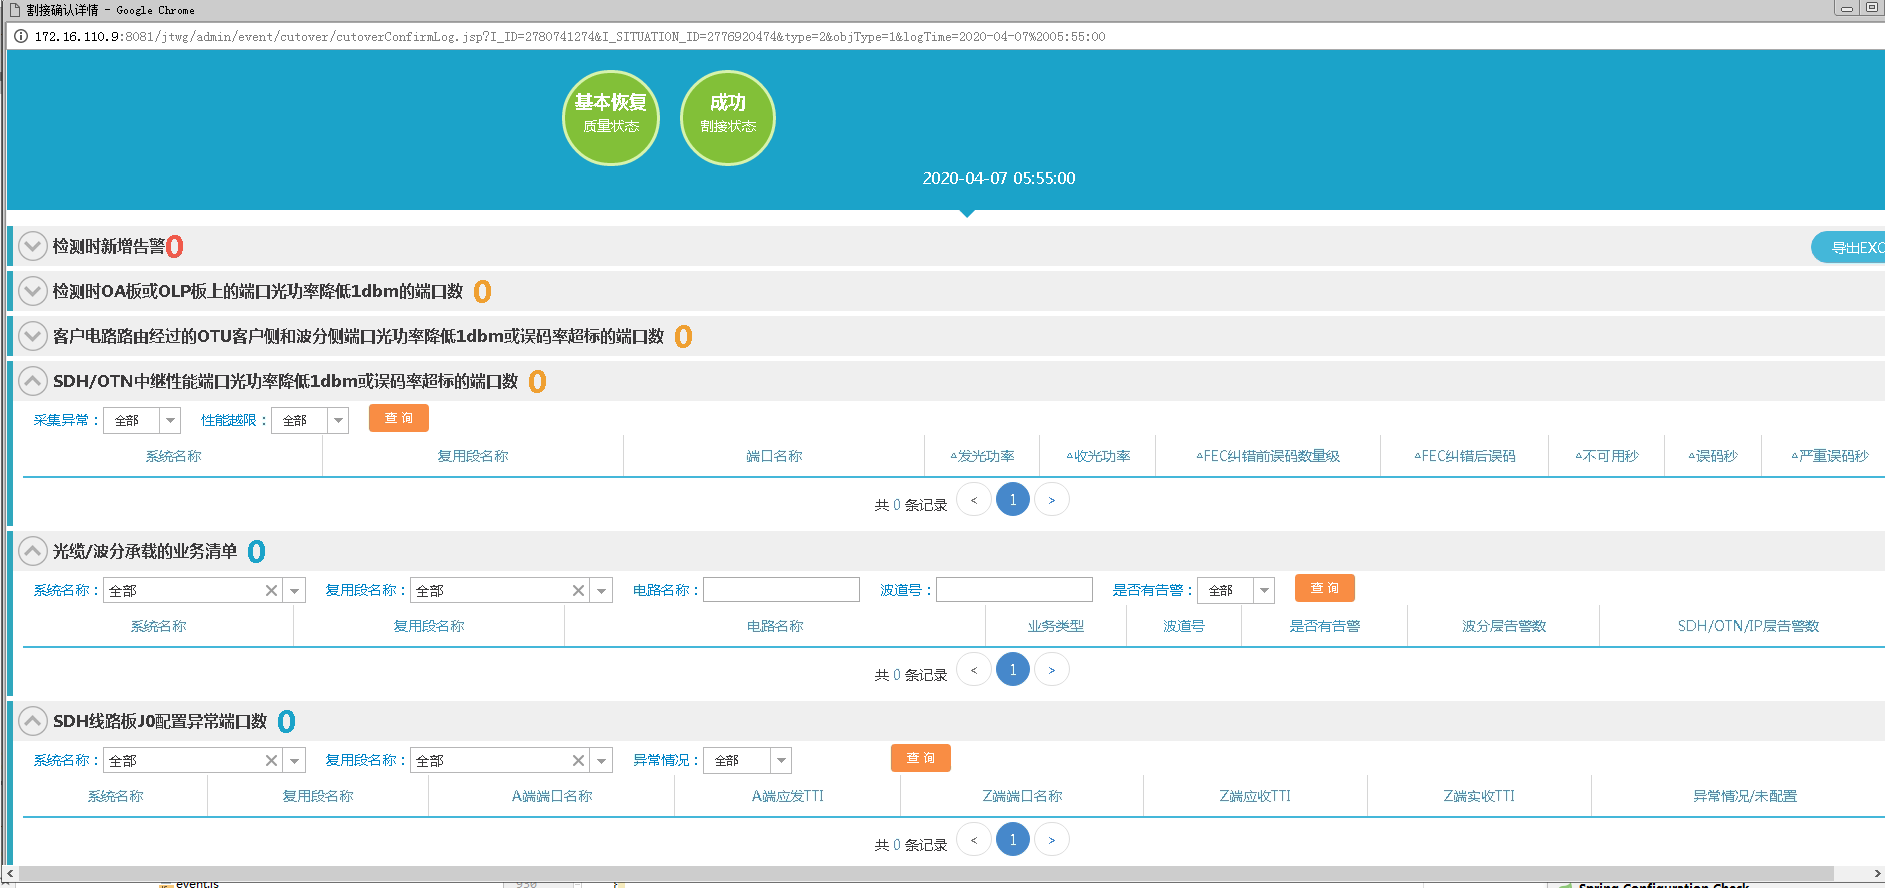 割接确认详情 - Google Chrome
172.16.110.9:8081/jtwg/admin/event/cutover/cutoverConfirmLog.jsp?I_ID=2780741274&I_SITUATION_ID=2776920474&type=2&objType=1&logTime=2020-04-07%2005:55:00
基本恢复 成功
质量状态 割接状态
2020-04-07 05:55:00
检测时新增告警0 导出EXC
检测时OA板或OLP板上的端口光功率降低1dbm的端口数 0
客户电路路由经过的OTU客户侧和波分侧端口光功率降低1dbm或误码率超标的端口数 0
SDH/OTN中继性能端口光功率降低1dbm或误码率超标的端口数 0
采集异常: 全部 性能越限: 全部 查 询
系统名称 复用段名称 端口名称 △发光功率 △收光功率 △FEC纠错前误码数量级 △FEC纠错后误码 △不可用秒 △误码秒 △严重误码秒
共 0 条记录 < 1 >
光缆/波分承载的业务清单 0
系统名称: 全部 复用段名称: 全部 电路名称: 波道号: 是否有告警: 全部 查 询
系统名称 复用段名称 电路名称 业务类型 波道号 是否有告警 波分层告警数 SDH/OTN/IP层告警数
共 0 条记录 < 1 >
SDH线路板J0配置异常端口数 0
系统名称: 全部 复用段名称: 全部 异常情况: 全部 查 询
系统名称 复用段名称 A端端口名称 A端应发TTI Z端端口名称 Z端应收TTI Z端实收TTI 异常情况/未配置
共 0 条记录 < 1 >
event.js 930 } Spring Configuration Check